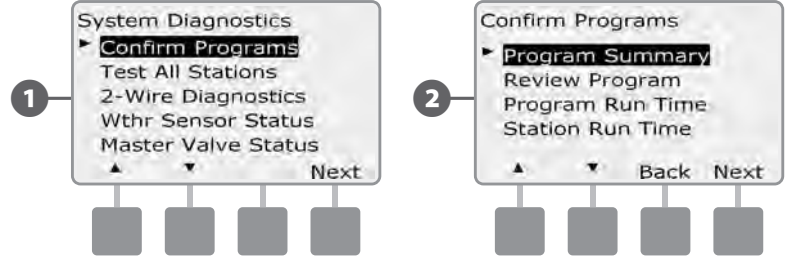 1
System Diagnostics
► Confirm Programs
Test All Stations
2-Wire Diagnostics
Wthr Sensor Status
Master Valve Status
▲ ▼ Next
2
Confirm Programs
► Program Summary
Review Program
Program Run Time
Station Run Time
▲ ▼ Back Next